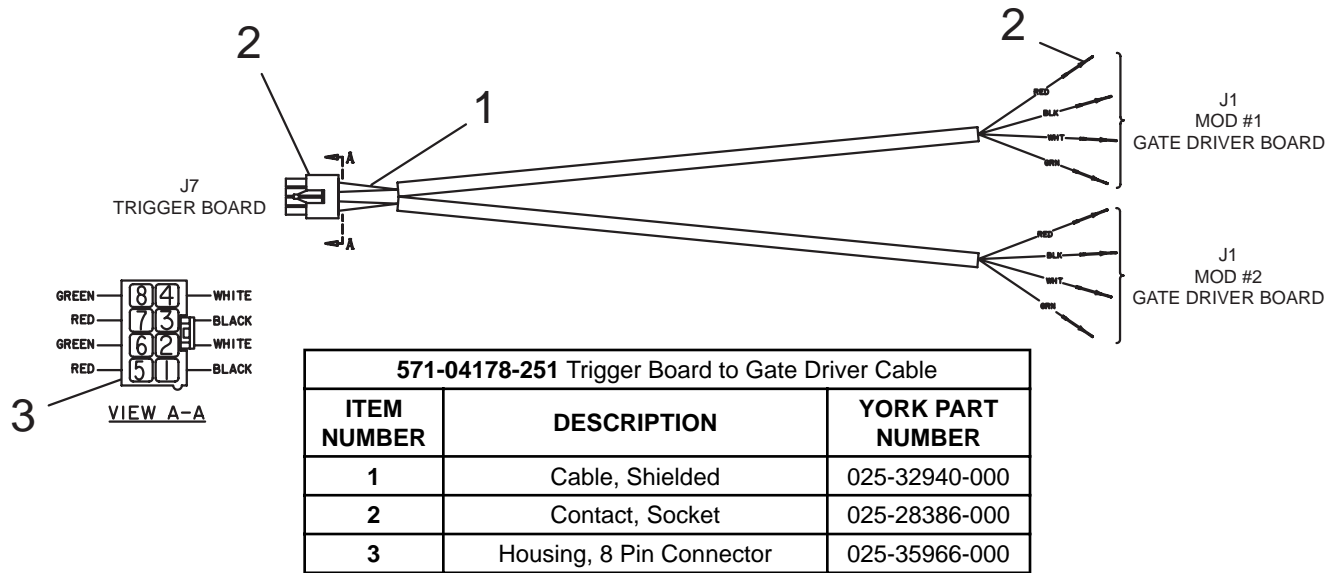 2
2
1
RED
BLK
WHT
GRN
J1
MOD #1
GATE DRIVER BOARD
A
J7
TRIGGER BOARD
A
RED
BLK
WHT
GRN
J1
MOD #2
GATE DRIVER BOARD
GREEN 8 4 WHITE
RED 7 3 BLACK
GREEN 6 2 WHITE
RED 5 1 BLACK
3
VIEW A-A
571-04178-251 Trigger Board to Gate Driver Cable
ITEM NUMBER DESCRIPTION YORK PART NUMBER
1 Cable, Shielded 025-32940-000
2 Contact, Socket 025-28386-000
3 Housing, 8 Pin Connector 025-35966-000